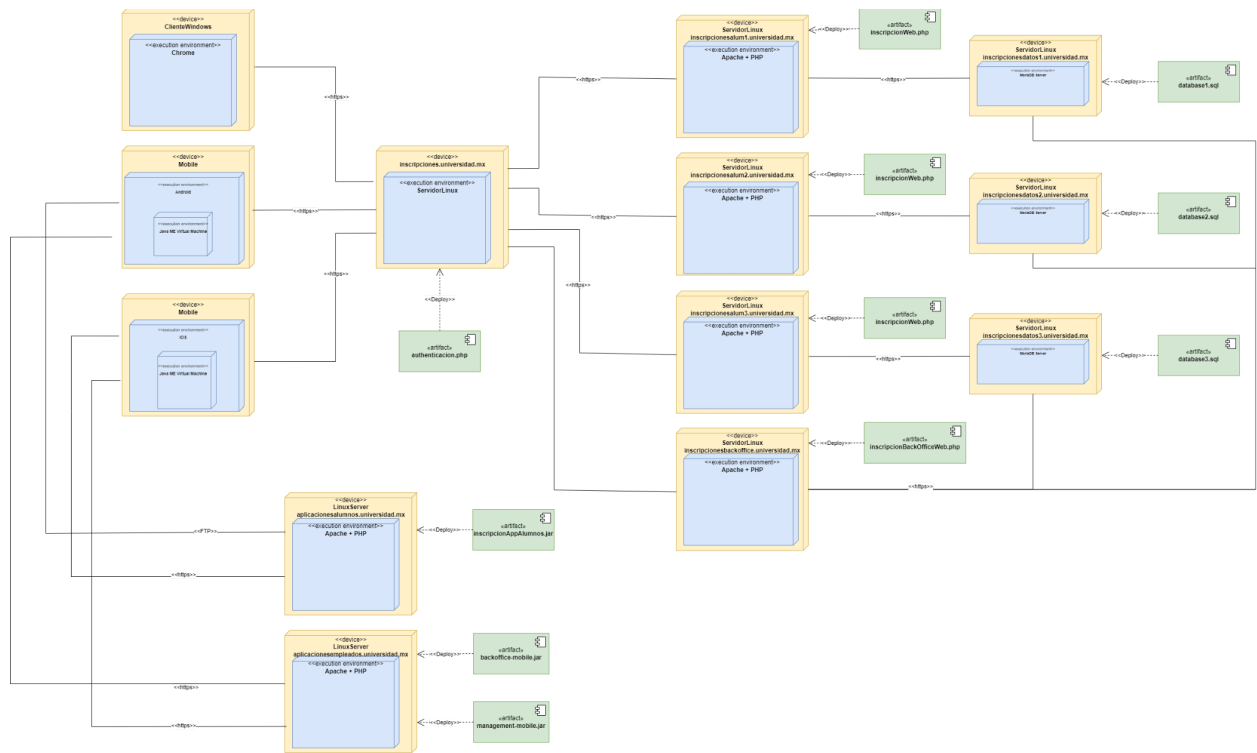 <<device>>
ClienteWindows
<<execution environment>>
Chrome
<<https>>
<<device>>
Mobile
<<execution environment>>
Android
<<execution environment>>
Java ME Virtual Machine
<<https>>
<<device>>
Mobile
<<execution environment>>
iOS
<<execution environment>>
Java ME Virtual Machine
<<https>>
<<device>>
inscripciones.universidad.mx
<<execution environment>>
ServidorLinux
<<Deploy>>
«artifact»
authenticacion.php
<<https>>
<<https>>
<<https>>
<<https>>
<<device>>
ServidorLinux
inscripcionesalum1.universidad.mx
<<execution environment>>
Apache + PHP
<<Deploy>>
«artifact»
inscripcionWeb.php
<<https>>
<<device>>
ServidorLinux
inscripcionesdatos1.universidad.mx
<<execution environment>>
MariaDB Server
<<Deploy>>
«artifact»
database1.sql
<<device>>
ServidorLinux
inscripcionesalum2.universidad.mx
<<execution environment>>
Apache + PHP
<<Deploy>>
«artifact»
inscripcionWeb.php
<<https>>
<<device>>
ServidorLinux
inscripcionesdatos2.universidad.mx
<<execution environment>>
MariaDB Server
<<Deploy>>
«artifact»
database2.sql
<<device>>
ServidorLinux
inscripcionesalum3.universidad.mx
<<execution environment>>
Apache + PHP
<<Deploy>>
«artifact»
inscripcionWeb.php
<<https>>
<<device>>
ServidorLinux
inscripcionesdatos3.universidad.mx
<<execution environment>>
MariaDB Server
<<Deploy>>
«artifact»
database3.sql
<<device>>
ServidorLinux
inscripcionesbackoffice.universidad.mx
<<execution environment>>
Apache + PHP
<<Deploy>>
«artifact»
inscripcionBackOfficeWeb.php
<<https>>
<<device>>
LinuxServer
aplicacionesalumnos.universidad.mx
<<execution environment>>
Apache + PHP
<<Deploy>>
«artifact»
inscripcionAppAlumnos.jar
<<FTP>>
<<https>>
<<device>>
LinuxServer
aplicacionesempleados.universidad.mx
<<execution environment>>
Apache + PHP
<<Deploy>>
«artifact»
backoffice-mobile.jar
<<https>>
<<https>>
<<Deploy>>
«artifact»
management-mobile.jar